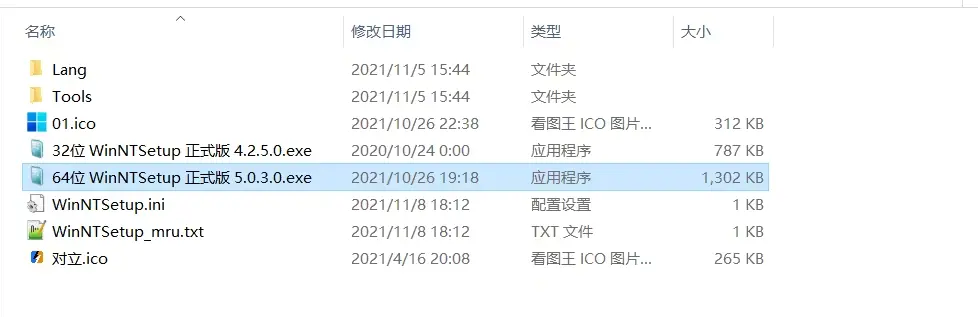 名称 修改日期 类型 大小
Lang 2021/11/5 15:44 文件夹
Tools 2021/11/5 15:44 文件夹
01.ico 2021/10/26 22:38 看图王 ICO 图片... 312 KB
32位 WinNTSetup 正式版 4.2.5.0.exe 2020/10/24 0:00 应用程序 787 KB
64位 WinNTSetup 正式版 5.0.3.0.exe 2021/10/26 19:18 应用程序 1,302 KB
WinNTSetup.ini 2021/11/8 18:12 配置设置 1 KB
WinNTSetup_mru.txt 2021/11/8 18:12 TXT 文件 1 KB
对立.ico 2021/4/16 20:08 看图王 ICO 图片... 265 KB